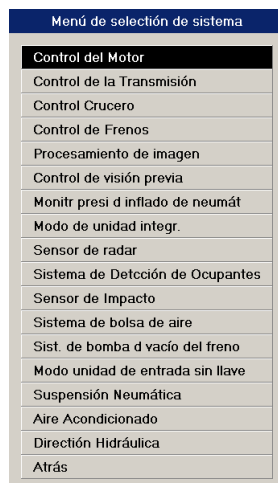 Menú de selectión de sistema
Control del Motor
Control de la Transmisión
Control Crucero
Control de Frenos
Procesamiento de imagen
Control de visión previa
Monitr presi d inflado de neumát
Modo de unidad integr.
Sensor de radar
Sistema de Detcción de Ocupantes
Sensor de Impacto
Sistema de bolsa de aire
Sist. de bomba d vacío del freno
Modo unidad de entrada sin llave
Suspensión Neumática
Aire Acondicionado
Directión Hidráulica
Atrás